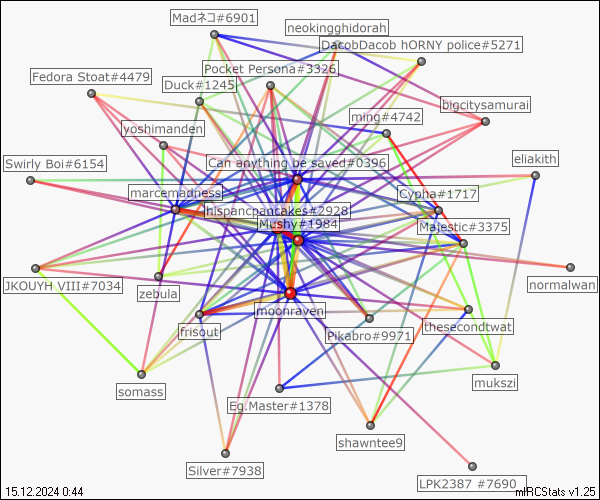 Madネコ#6901
neokingghidorah
DacobDacob hORNY police#5271
Pocket Persona#3326
Fedora Stoat#4479
Duck#1245
bigcitysamurai
ming#4742
yoshimanden
Swirly Boi#6154
Can anything be saved#0396
eliakith
marcemadness
Cypha#1717
hispancpancakes#2928
Mushy#1984
Majestic#3375
JKOUYH VIII#7034
zebula
normalwan
moonraven
frisout
Pikabro#9971
thesecondtwat
somass
mukszi
Eg.Master#1378
shawntee9
Silver#7938
LPK2387 #7690
15.12.2024 0:44
mIRCStats v1.25